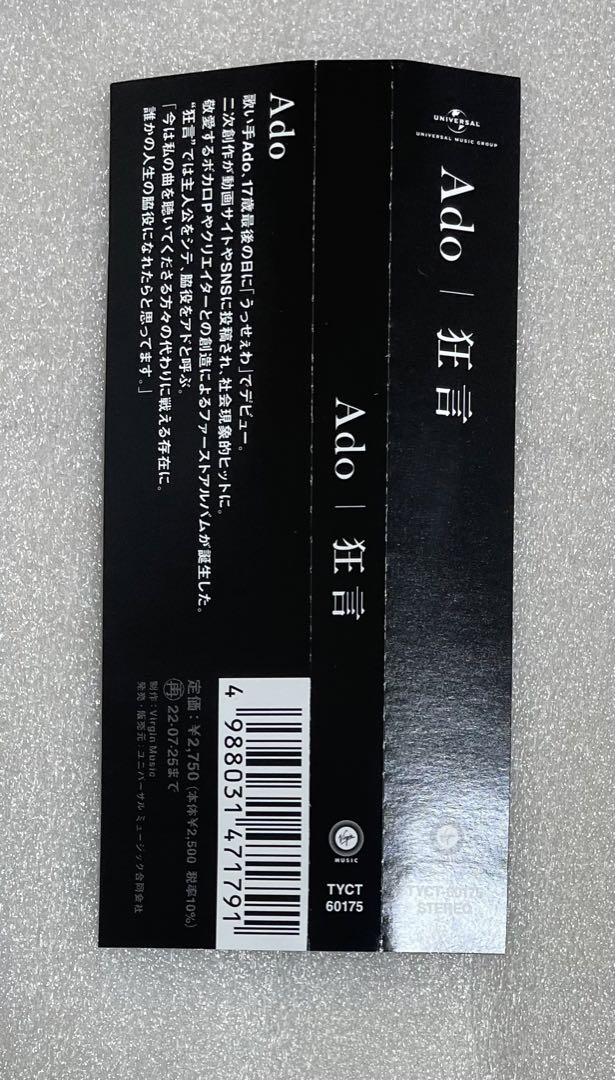 UNIVERSAL
UNIVERSAL MUSIC GROUP
Ado | 狂言
TYCT-60175
STEREO
Ado | 狂言
MUSIC
TYCT
60175
Ado
歌い手Ado、17歳最後の日に「うっせぇわ」でデビュー。
二次創作が動画サイトやSNSに投稿され、社会現象的ヒットに。
敬愛するボカロPやクリエイターとの創造によるファーストアルバムが誕生した。
“狂言”では主人公をシテ、脇役をアドと呼ぶ。
「今は私の曲を聴いてくださる方々の代わりに戦える存在に。
誰かの人生の脇役になれたらと思ってます。」
4 988031 471791
定価：¥2,750 (本体¥2,500 税率10%)
再 22・07・25まで
制作：Virgin Music
発売・販売元：ユニバーサル ミュージック合同会社